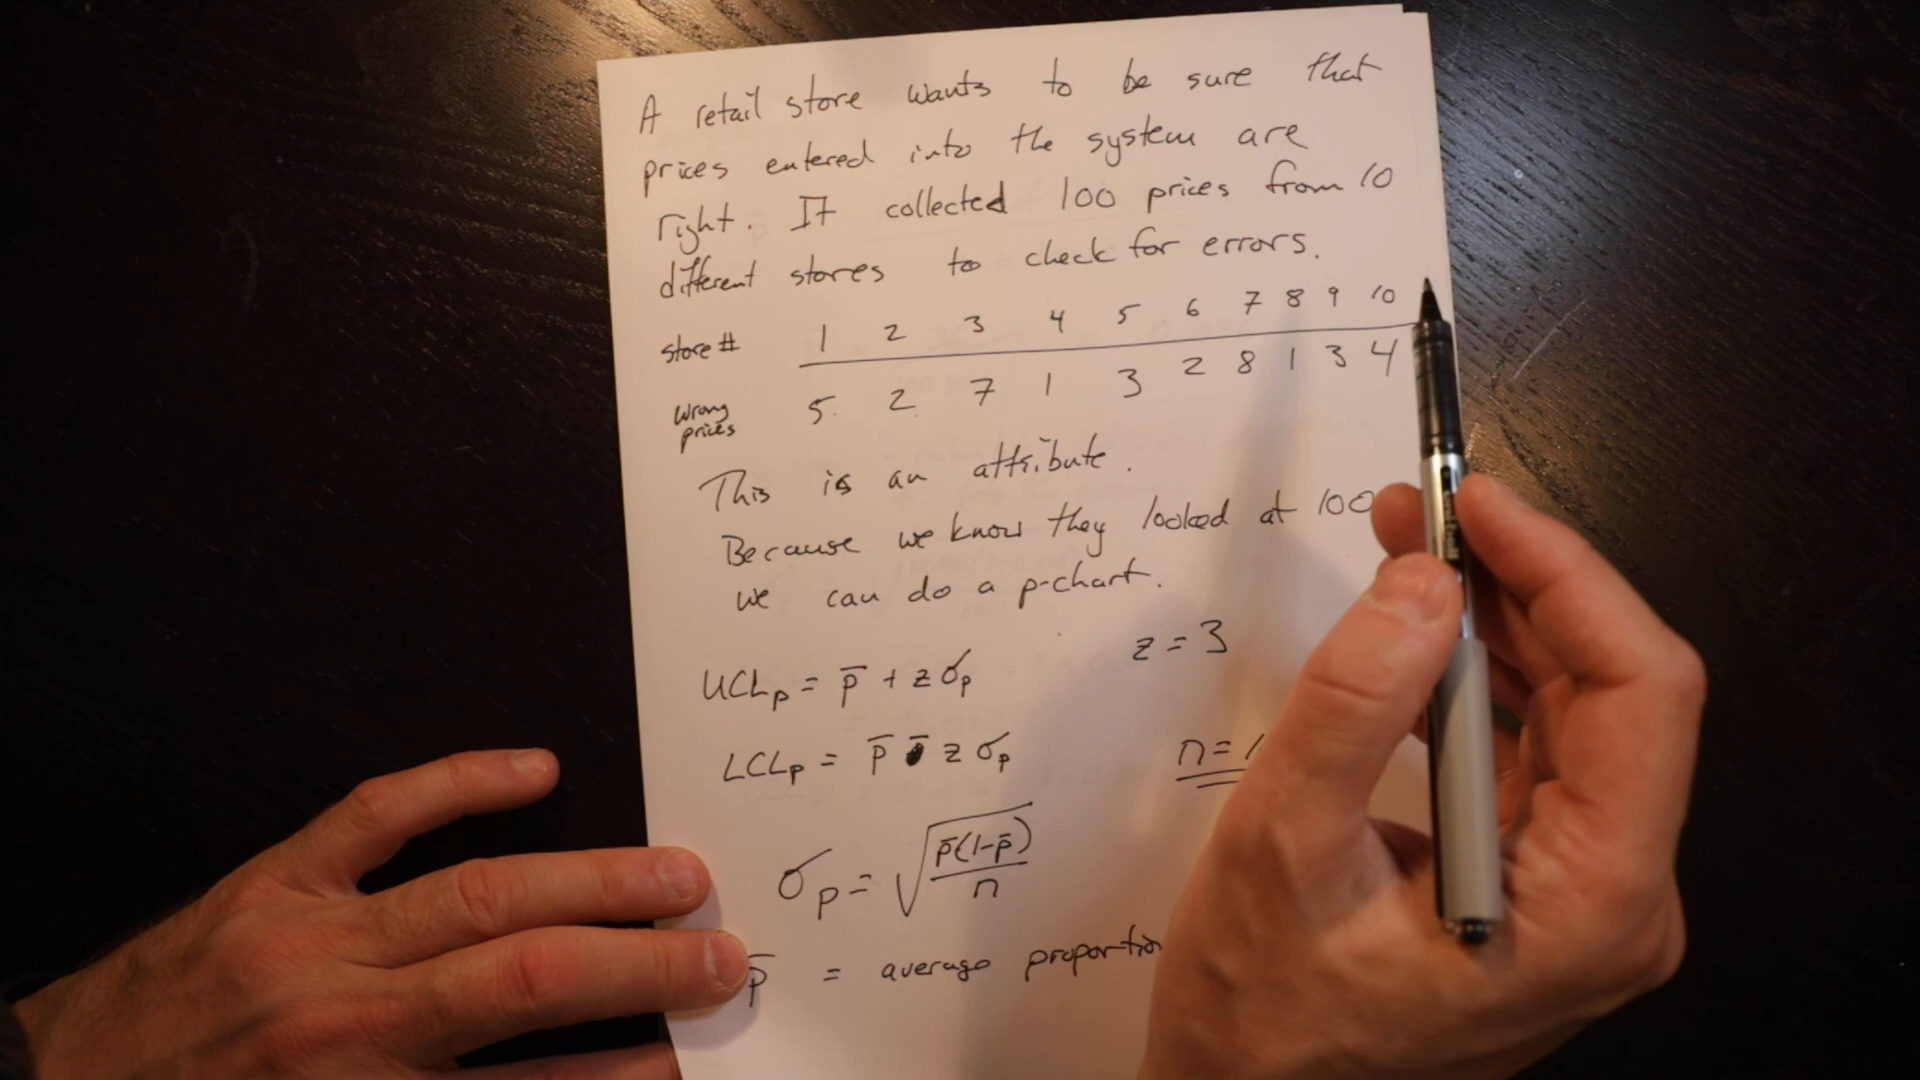 A retail store wants to be sure that
prices entered into the system are
right. It collected 100 prices from 10
different stores to check for errors.
store # 1 2 3 4 5 6 7 8 9 10
wrong prices 5 2 7 1 3 2 8 1 3 4
This is an attribute.
Because we know they looked at 100
we can do a p-chart.
z = 3
UCLp = p̄ + z σp
LCLp = p̄ - z σp
n = 1
σp = √(p̄(1-p̄)/n)
p̄ = average proportion